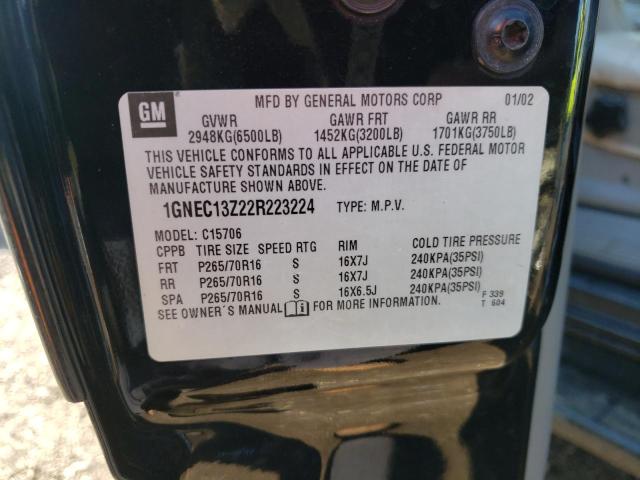 GM
MFD BY GENERAL MOTORS CORP 01/02
GVWR GAWR FRT GAWR RR
2948KG(6500LB) 1452KG(3200LB) 1701KG(3750LB)
THIS VEHICLE CONFORMS TO ALL APPLICABLE U.S. FEDERAL MOTOR
VEHICLE SAFETY STANDARDS IN EFFECT ON THE DATE OF
MANUFACTURE SHOWN ABOVE.
1GNEC13Z22R223224 TYPE: M.P.V.
MODEL: C15706
CPPB TIRE SIZE SPEED RTG RIM COLD TIRE PRESSURE
FRT P265/70R16 S 16X7J 240KPA(35PSI)
RR P265/70R16 S 16X7J 240KPA(35PSI)
SPA P265/70R16 S 16X6.5J 240KPA(35PSI)
SEE OWNER'S MANUAL FOR MORE INFORMATION.
F 339
T 604